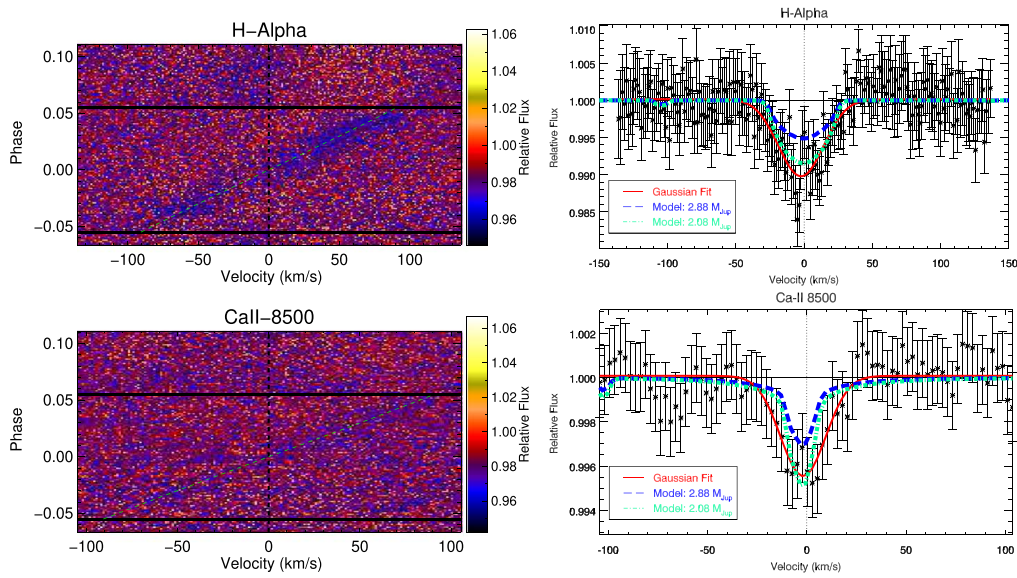 H−Alpha
0.10
0.05
0.00
−0.05
Phase
−100
−50
0
50
100
Velocity (km/s)
1.06
1.04
1.02
1.00
0.98
0.96
Relative Flux
H-Alpha
1.010
1.005
1.000
0.995
0.990
0.985
Relative Flux
Gaussian Fit
Model: 2.88 MJup
Model: 2.08 MJup
-150
-100
-50
0
50
100
150
Velocity (km/s)
CaII−8500
0.10
0.05
0.00
−0.05
Phase
−100
−50
0
50
100
Velocity (km/s)
1.06
1.04
1.02
1.00
0.98
0.96
Relative Flux
Ca-II 8500
1.002
1.000
0.998
0.996
0.994
Relative Flux
Gaussian Fit
Model: 2.88 MJup
Model: 2.08 MJup
-100
-50
0
50
100
Velocity (km/s)